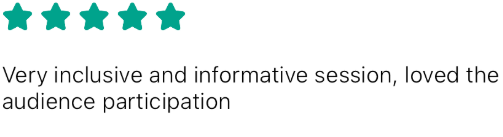 Very inclusive and informative session, loved the
audience participation